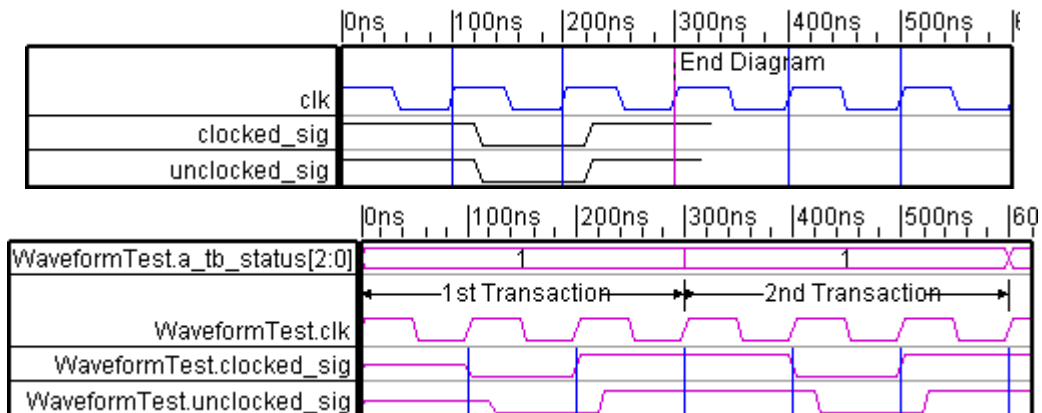 0ns 100ns 200ns 300ns 400ns 500ns
End Diagram
clk
clocked_sig
unclocked_sig
0ns 100ns 200ns 300ns 400ns 500ns 60
WaveformTest.a_tb_status[2:0] 1 1
1st Transaction 2nd Transaction
WaveformTest.clk
WaveformTest.clocked_sig
WaveformTest.unclocked_sig